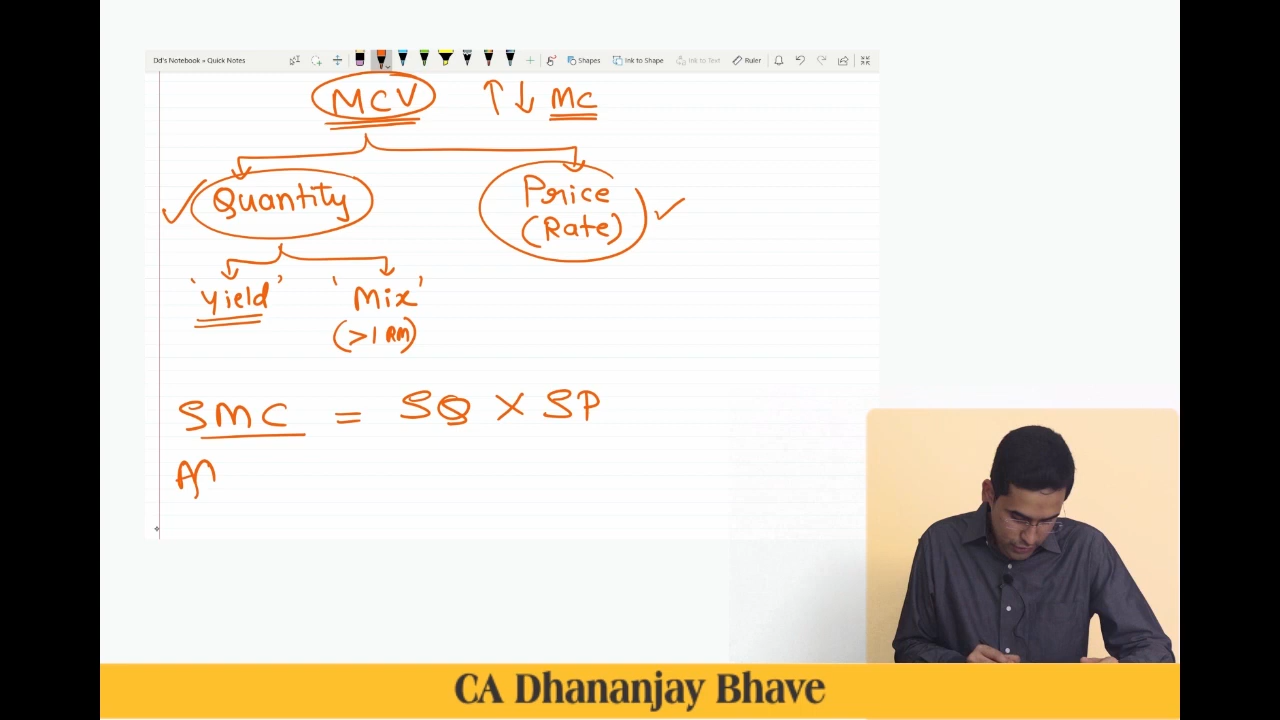 Dd's Notebook » Quick Notes
Shapes Ink to Shape Ink to Text Ruler
MCV ↑ ↓ MC
Quantity ✓ Price
(Rate) ✓
'Yield' 'Mix'
(>1 RM)
SMC = SQ X SP
AM
CA Dhananjay Bhave